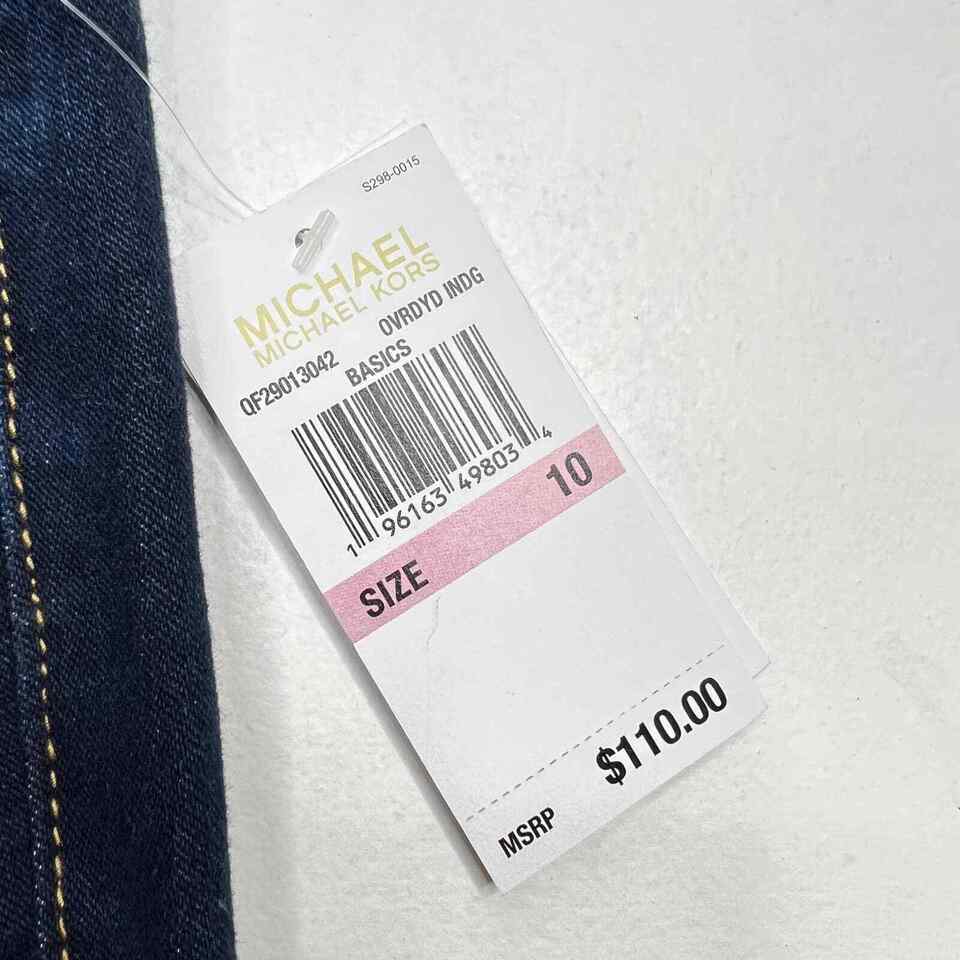 S298-0015
MICHAEL
MICHAEL KORS
QF29013042 OVRDYD INDG
BASICS
1 96163 49803 4
SIZE 10
MSRP $110.00